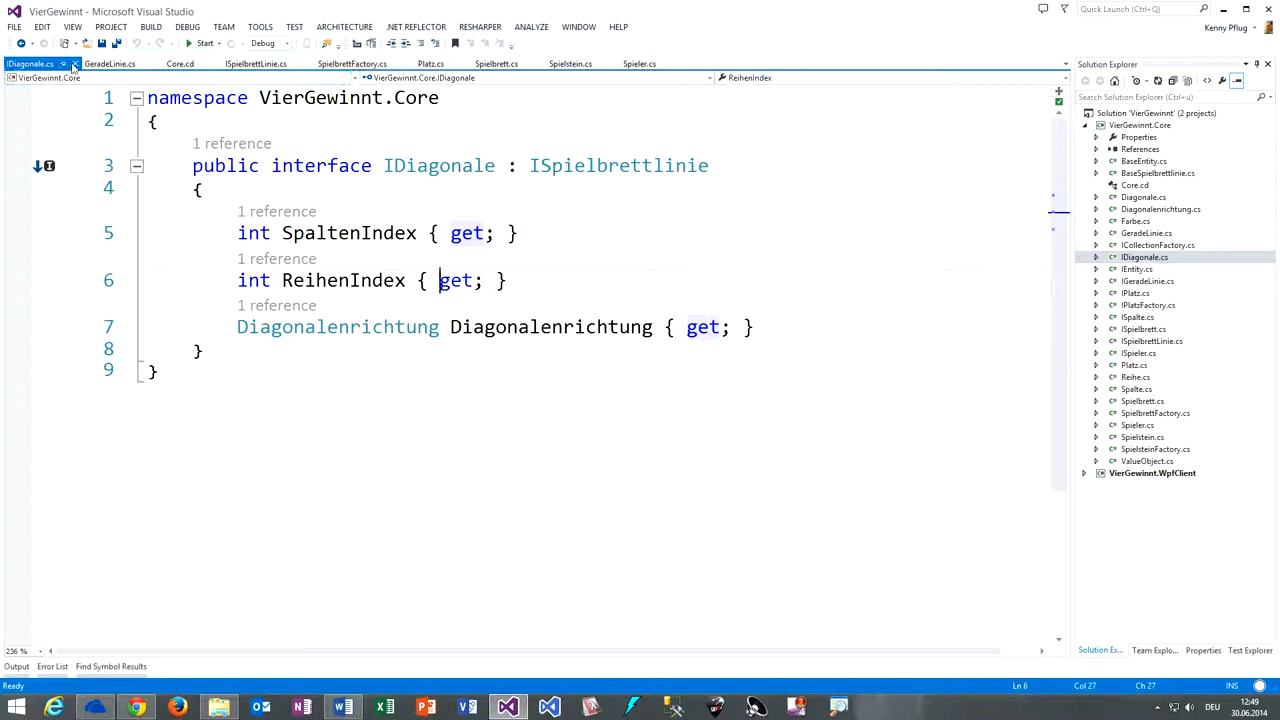 VierGewinnt - Microsoft Visual Studio
Quick Launch (Ctrl+Q)
FILE EDIT VIEW PROJECT BUILD DEBUG TEAM TOOLS TEST ARCHITECTURE .NET REFLECTOR RESHARPER ANALYZE WINDOW HELP
Kenny Pflug
Start Debug
IDiagonale.cs GeradeLinie.cs Core.cd ISpielbrettLinie.cs SpielbrettFactory.cs Platz.cs Spielbrett.cs Spielstein.cs Spieler.cs
VierGewinnt.Core VierGewinnt.Core.IDiagonale ReihenIndex
1 namespace VierGewinnt.Core
2 {
1 reference
3 public interface IDiagonale : ISpielbrettlinie
4 {
1 reference
5 int SpaltenIndex { get; }
1 reference
6 int ReihenIndex { get; }
1 reference
7 Diagonalenrichtung Diagonalenrichtung { get; }
8 }
9 }
236 %
Solution Explorer
Search Solution Explorer (Ctrl+ü)
Solution 'VierGewinnt' (2 projects)
VierGewinnt.Core
Properties
References
BaseEntity.cs
BaseSpielbrettlinie.cs
Core.cd
Diagonale.cs
Diagonalenrichtung.cs
Farbe.cs
GeradeLinie.cs
ICollectionFactory.cs
IDiagonale.cs
IEntity.cs
IGeradeLinie.cs
IPlatz.cs
IPlatzFactory.cs
ISpalte.cs
ISpielbrett.cs
ISpielbrettLinie.cs
ISpieler.cs
Platz.cs
Reihe.cs
Spalte.cs
Spielbrett.cs
SpielbrettFactory.cs
Spieler.cs
Spielstein.cs
SpielsteinFactory.cs
ValueObject.cs
VierGewinnt.WpfClient
Solution Ex... Team Explo... Properties Test Explorer
Output Error List Find Symbol Results
Ready Ln 6 Col 27 Ch 27 INS
DEU 12:49
30.06.2014